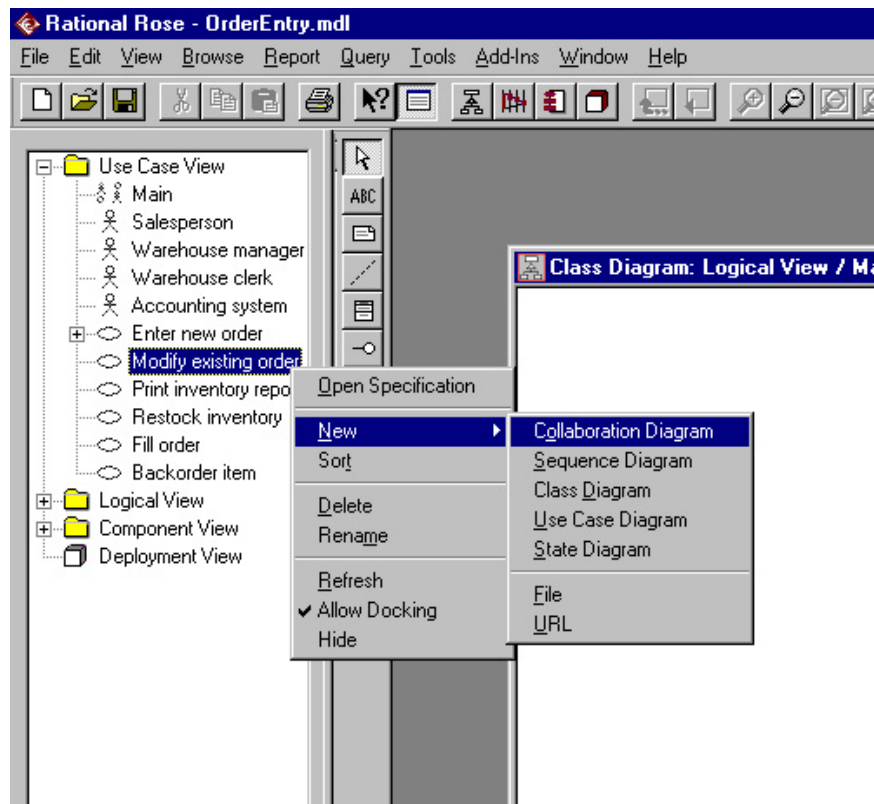 Rational Rose - OrderEntry.mdl
File Edit View Browse Report Query Tools Add-Ins Window Help
ABC
Use Case View
Main
Salesperson
Warehouse manager
Warehouse clerk
Accounting system
Enter new order
Modify existing order
Print inventory repo
Restock inventory
Fill order
Backorder item
Logical View
Component View
Deployment View
Class Diagram: Logical View / Ma
Open Specification
New
Sort
Delete
Rename
Refresh
Allow Docking
Hide
Collaboration Diagram
Sequence Diagram
Class Diagram
Use Case Diagram
State Diagram
File
URL